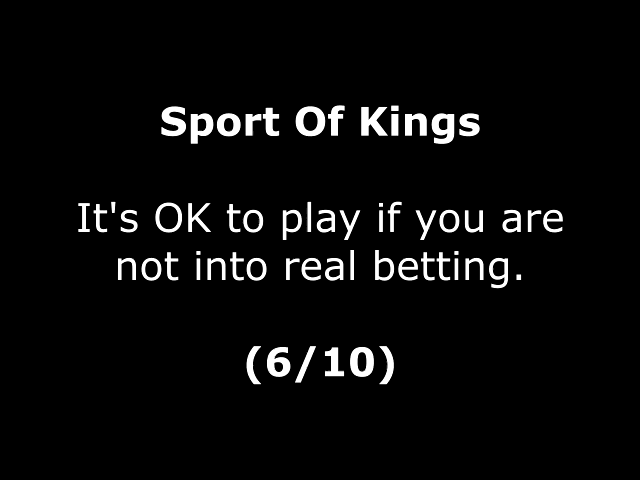 Sport Of Kings
It's OK to play if you are
not into real betting.
(6/10)